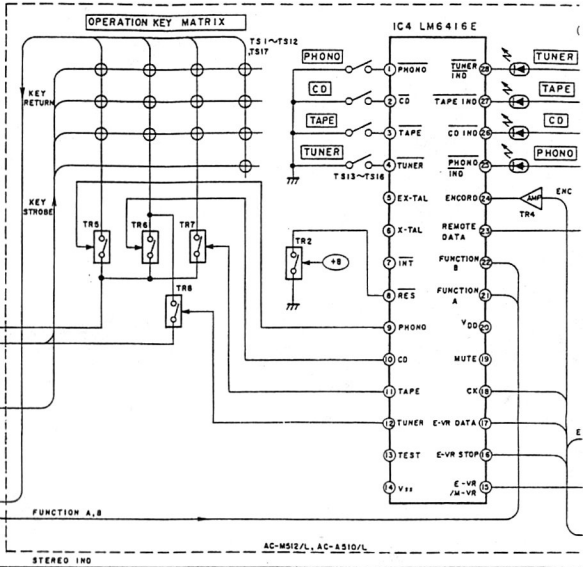 OPERATION KEY MATRIX
TS1~TS12
,TS17
KEY
RETURN
KEY
STROBE
TR5
TR6
TR7
TR8
IC4 LM6416E
PHONO
CD
TAPE
TUNER
TS13~TS16
TR2
+B
1 PHONO
2 CD
3 TAPE
4 TUNER
5 EX-TAL
6 X-TAL
7 INT
8 RES
9 PHONO
10 CD
11 TAPE
12 TUNER
13 TEST
14 Vss
TUNER
IND 28
TAPE IND 27
CD IND 26
PHONO
IND 25
ENCORD 24
REMOTE
DATA 23
FUNCTION
B 22
FUNCTION
A 21
VDD 20
MUTE 19
CK 18
E-VR DATA 17
E-VR STOP 16
E-VR
/M-VR 15
TUNER
TAPE
CD
PHONO
AMP
TR4
ENC
E
FUNCTION A,B
AC-M512/L, AC-A510/L
STEREO IND